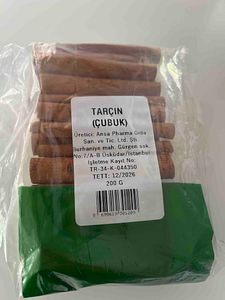 TARÇIN
(ÇUBUK)
Üretici: Ansa Pharma Gıda
San. ve Tic. Ltd. Şti
Burhaniye mah. Gürgen sok.
No:7/A-B Üsküdar/İstanbul
İşletme Kayıt No:
TR-34-K-044350
TETT: 12/2026
200 G